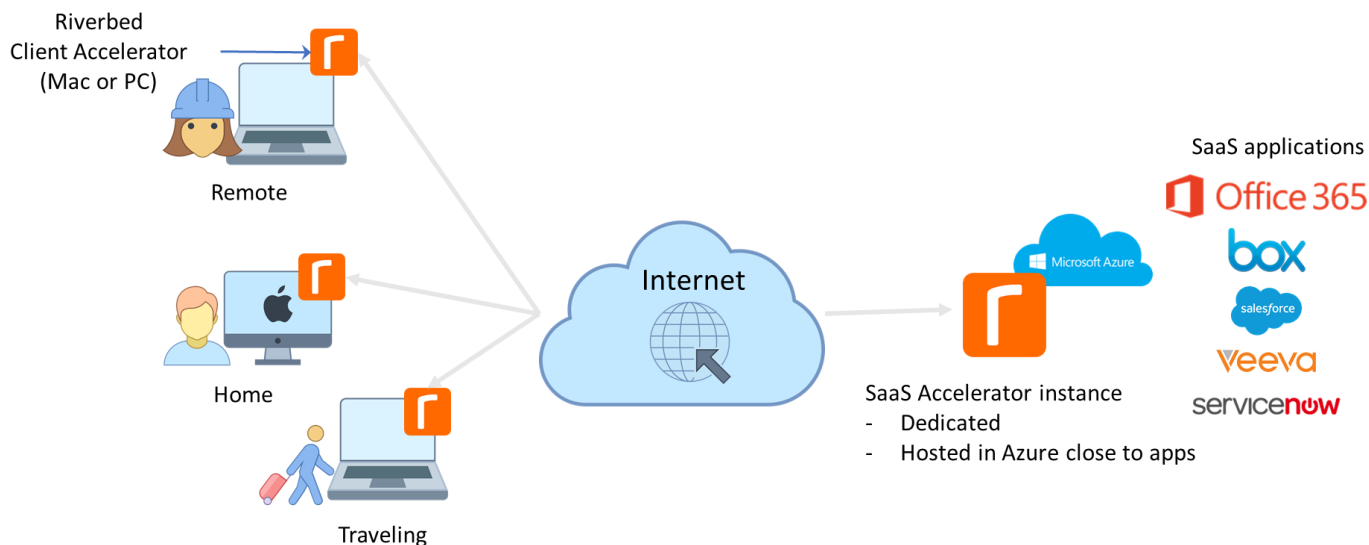 Riverbed
Client Accelerator
(Mac or PC)
Remote
Home
Traveling
Internet
Microsoft Azure
SaaS Accelerator instance
- Dedicated
- Hosted in Azure close to apps
SaaS applications
Office 365
box
salesforce
Veeva
servicenow